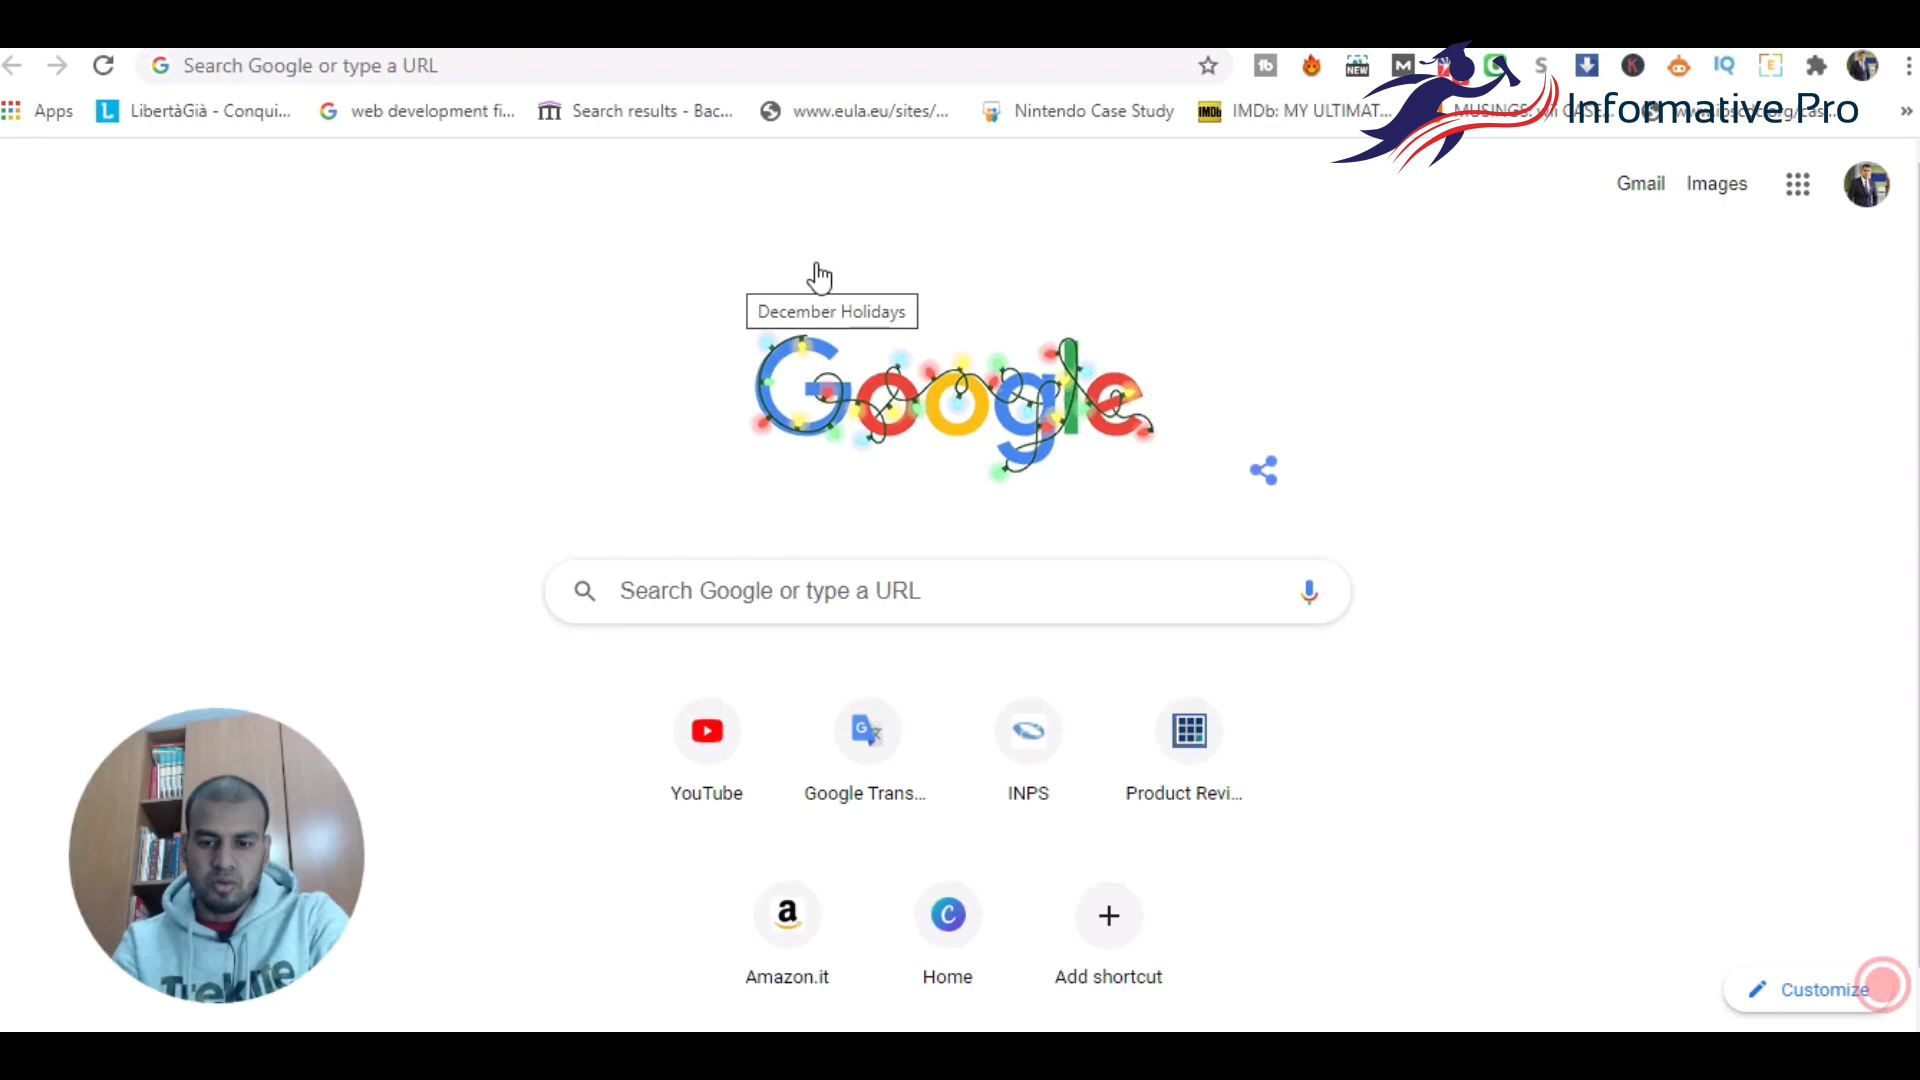 Search Google or type a URL
Apps
LibertàGià - Conqui...
web development fi...
Search results - Bac...
www.eula.eu/sites/...
Nintendo Case Study
IMDb: MY ULTIMAT...
Informative Pro
Gmail
Images
December Holidays
Google
Search Google or type a URL
YouTube
Google Trans...
INPS
Product Revi...
Amazon.it
Home
Add shortcut
Customize